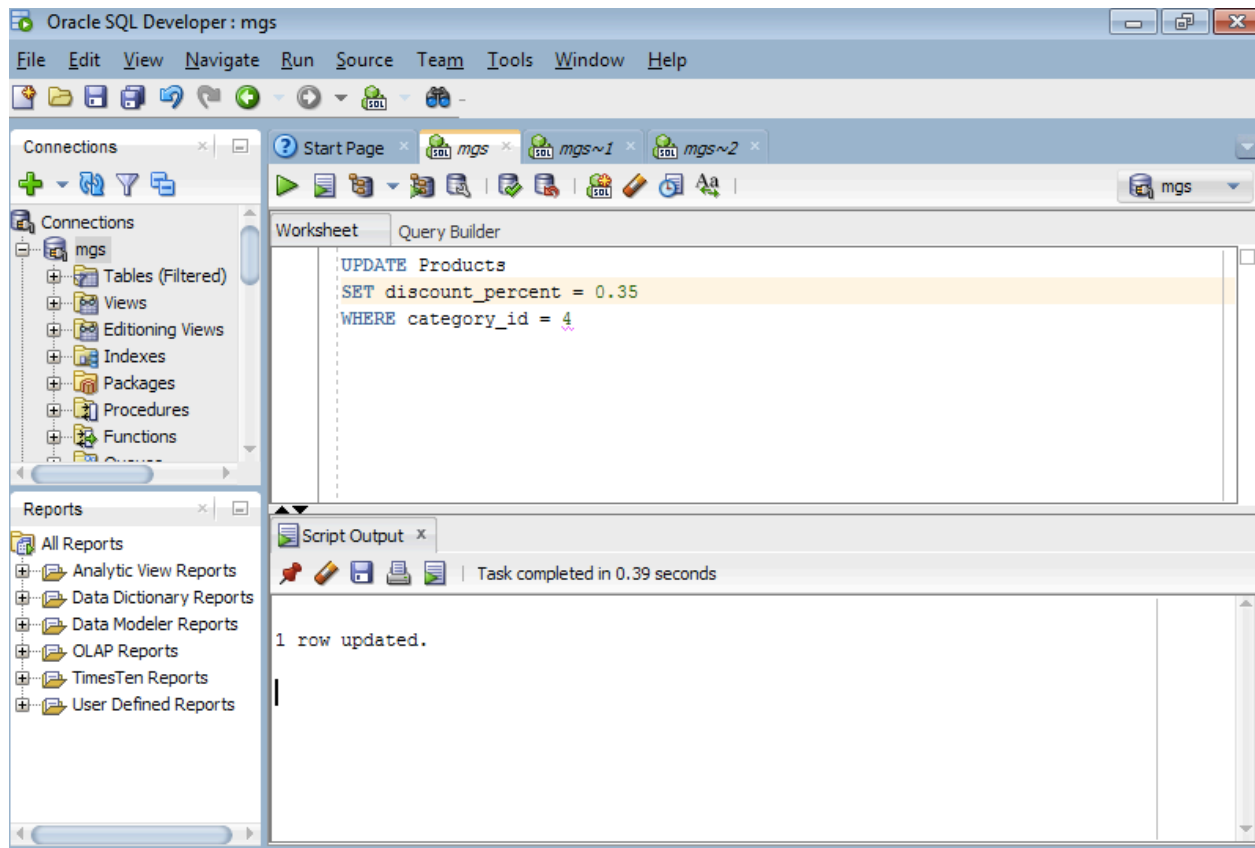 Oracle SQL Developer : mgs
File Edit View Navigate Run Source Team Tools Window Help
Connections
Connections
mgs
Tables (Filtered)
Views
Editioning Views
Indexes
Packages
Procedures
Functions
Reports
All Reports
Analytic View Reports
Data Dictionary Reports
Data Modeler Reports
OLAP Reports
TimesTen Reports
User Defined Reports
Start Page mgs mgs~1 mgs~2
mgs
Worksheet Query Builder
UPDATE Products
SET discount_percent = 0.35
WHERE category_id = 4
Script Output
Task completed in 0.39 seconds
1 row updated.